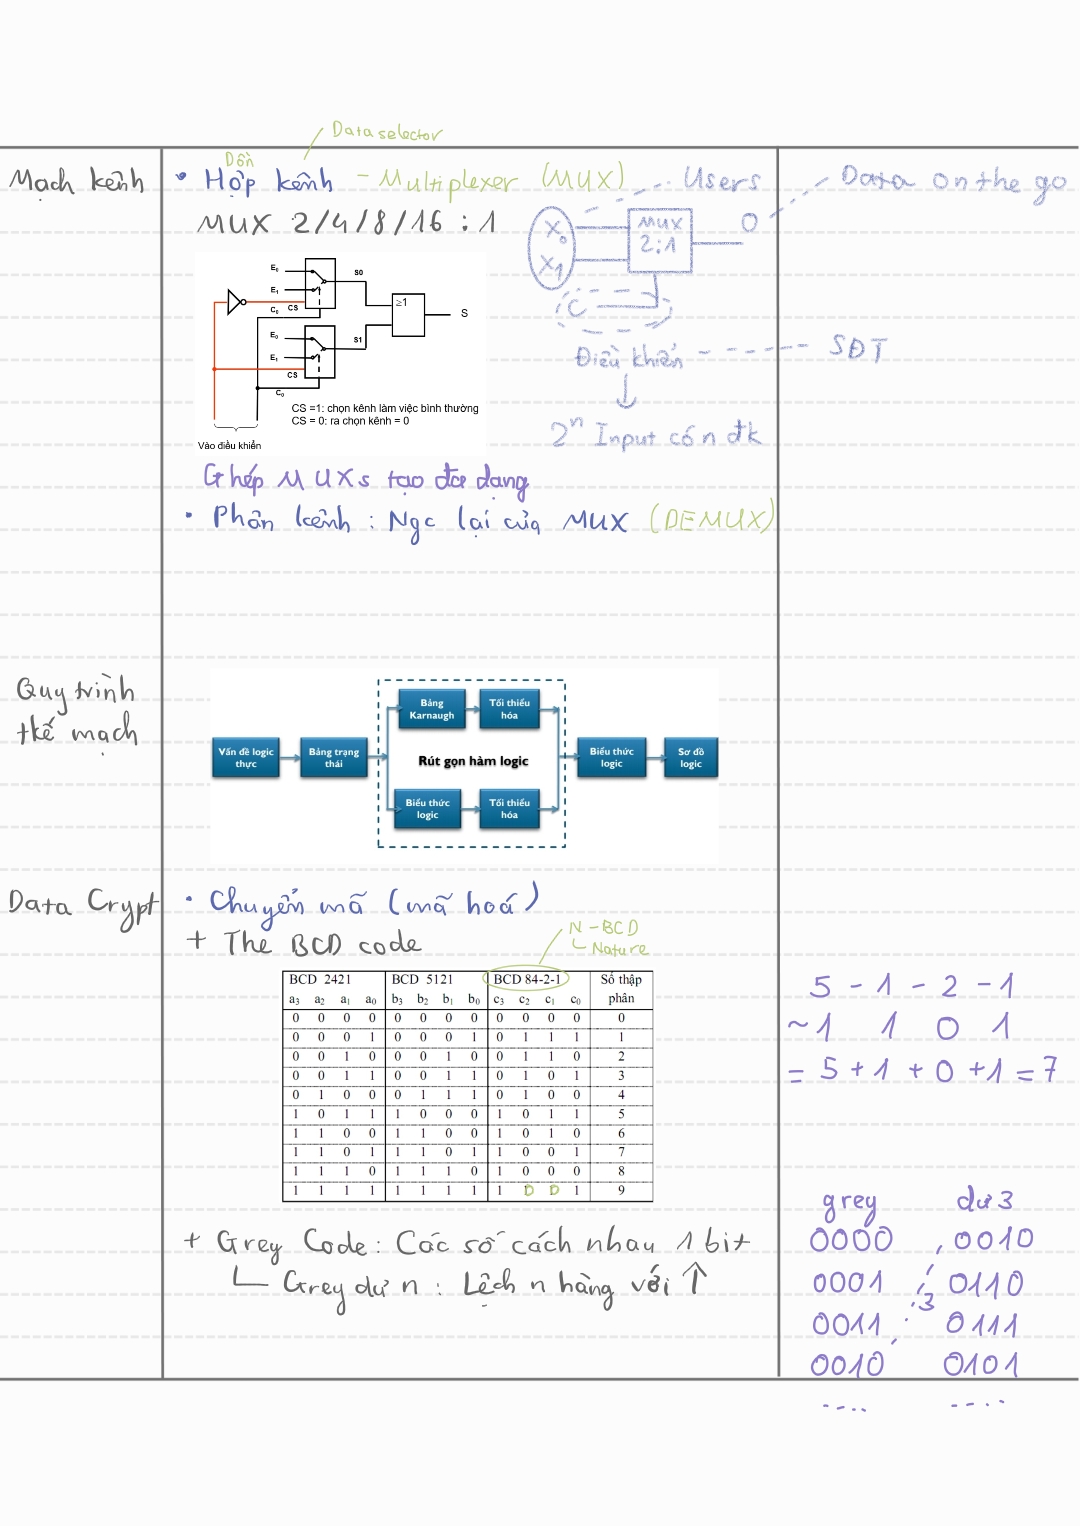 Data selector
Mạch kênh
Dồn
• Hợp kênh - Multiplexer (MUX)
MUX 2/4/8/16 : 1
Users
Data on the go
X₀
X₁
MUX
2:1
O
C
Điều khiển
SĐT
2ⁿ Input có n đk
E₀
E₁
C₀
CS
S0
≥1
S
E₀
E₁
S1
CS
C₀
CS =1: chọn kênh làm việc bình thường
CS = 0: ra chọn kênh = 0
Vào điều khiển
Ghép MUXs tạo đa dạng
• Phân kênh : Ngc lại của MUX (DEMUX)
Quy trình
tkế mạch
Vấn đề logic thực
Bảng trạng thái
Bảng Karnaugh
Tối thiểu hóa
Rút gọn hàm logic
Biểu thức logic
Tối thiểu hóa
Biểu thức logic
Sơ đồ logic
Data Crypt
• Chuyển mã (mã hoá)
+ The BCD code
N-BCD
Nature
BCD 2421 BCD 5121 BCD 84-2-1 Số thập phân
a₃ a₂ a₁ a₀ b₃ b₂ b₁ b₀ c₃ c₂ c₁ c₀
0 0 0 0 0 0 0 0 0 0 0 0 0
0 0 0 1 0 0 0 1 0 1 1 1 1
0 0 1 0 0 0 1 0 0 1 1 0 2
0 0 1 1 0 0 1 1 0 1 0 1 3
0 1 0 0 0 1 1 1 0 1 0 0 4
1 0 1 1 1 0 0 0 1 0 1 1 5
1 1 0 0 1 1 0 0 1 0 1 0 6
1 1 0 1 1 1 0 1 1 0 0 1 7
1 1 1 0 1 1 1 0 1 0 0 0 8
1 1 1 1 1 1 1 1 1 0 0 1 9
5 - 1 - 2 - 1
~1 1 0 1
= 5 + 1 + 0 + 1 = 7
+ Grey Code : Các số cách nhau 1 bit
Grey dư n : Lệch n hàng với ↑
grey dư 3
0000 0010
0001 0110
3
0011 0111
0010 0101
.... ....